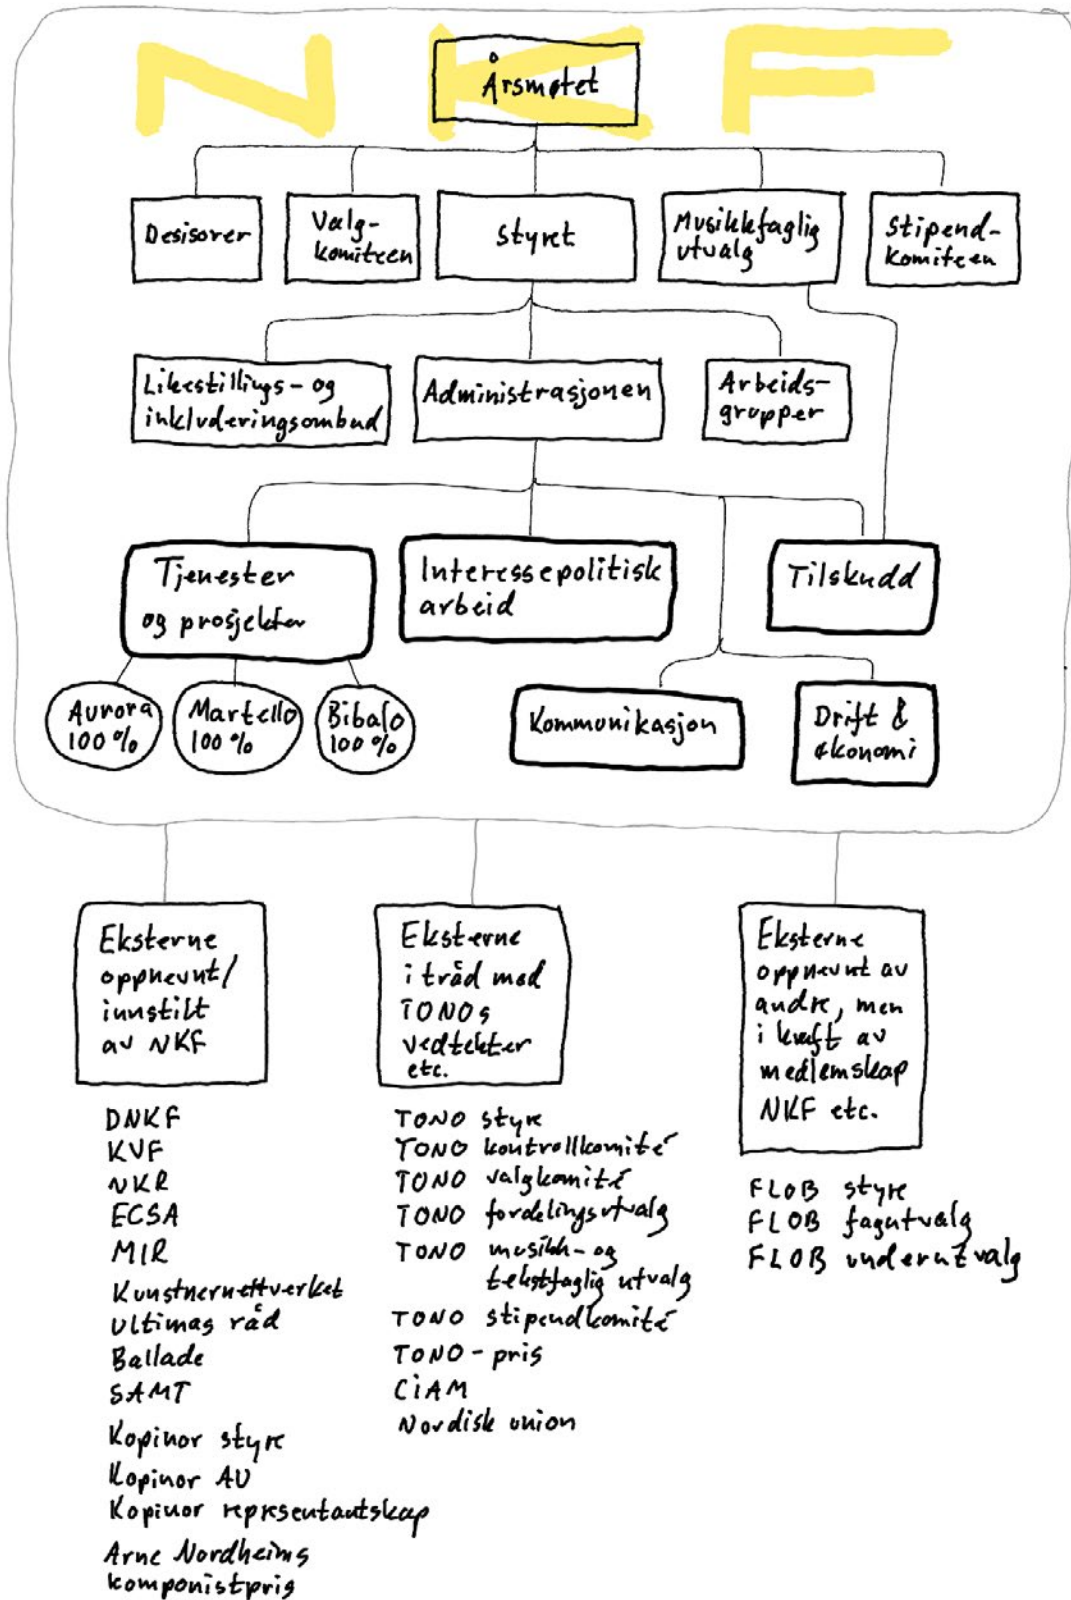 NKF
Årsmøtet
Desisorer
Valg-
komiteen
Styret
Musikkfaglig
utvalg
Stipend-
komiteen
Likestillings- og
inkluderingsombud
Administrasjonen
Arbeids-
grupper
Tjenester
og prosjekter
Interessepolitisk
arbeid
Tilskudd
Aurora
100%
Martello
100%
Bibalo
100%
Kommunikasjon
Drift &
økonomi
Eksterne
oppnevnt/
innstilt
av NKF
DNKF
KVF
NKR
ECSA
MIR
Kunstnernettverket
Ultimas råd
Ballade
SAMT
Kopinor styre
Kopinor AU
Kopinor representantskap
Arne Nordheims
komponistpris
Eksterne
i tråd med
TONOs
vedtekter
etc.
TONO styre
TONO kontrollkomité
TONO valgkomité
TONO fordelingsutvalg
TONO musikk- og
tekstfaglig utvalg
TONO stipendkomité
TONO-pris
CIAM
Nordisk union
Eksterne
oppnevnt av
andre, men
i kraft av
medlemskap
NKF etc.
FLOB styre
FLOB fagutvalg
FLOB underutvalg